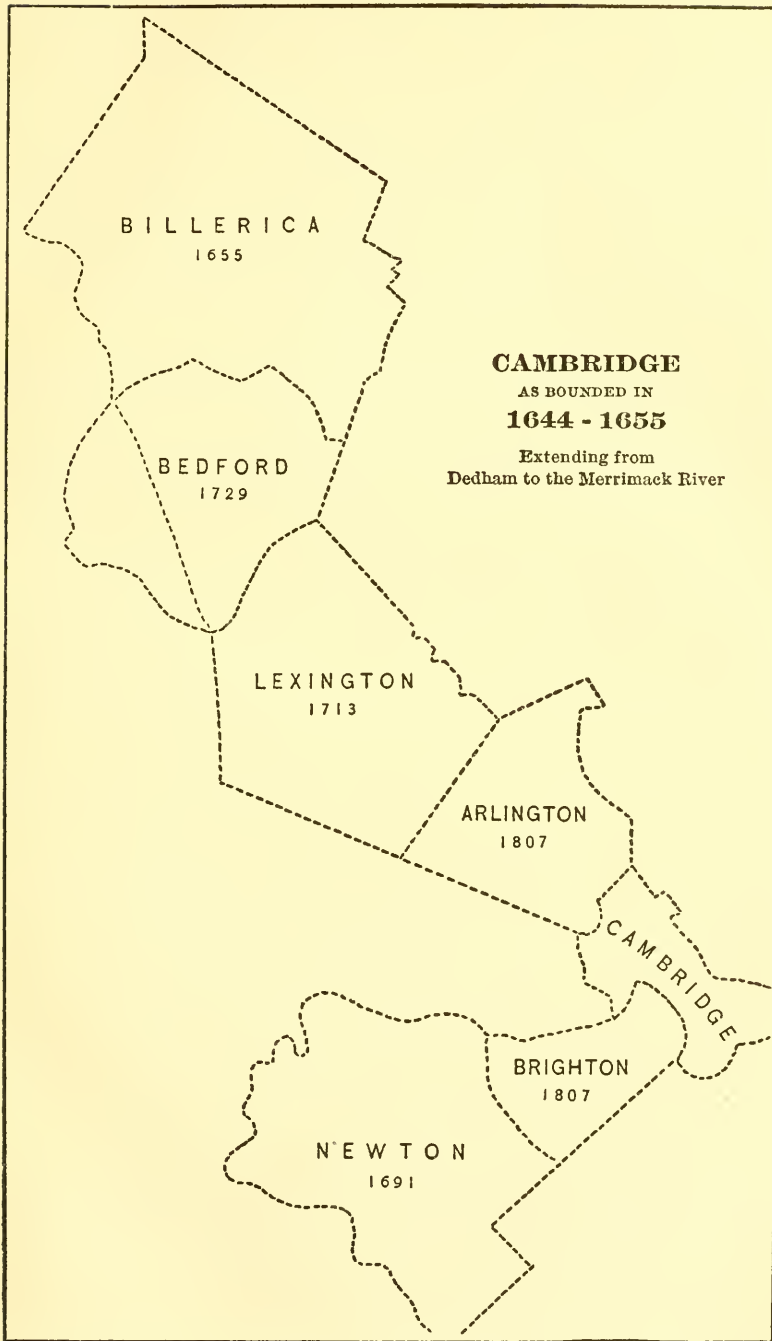 BILLERICA
1655
CAMBRIDGE
AS BOUNDED IN
1644 - 1655
Extending from
Dedham to the Merrimack River
BEDFORD
1729
LEXINGTON
1713
ARLINGTON
1807
CAMBRIDGE
BRIGHTON
1807
NEWTON
1691